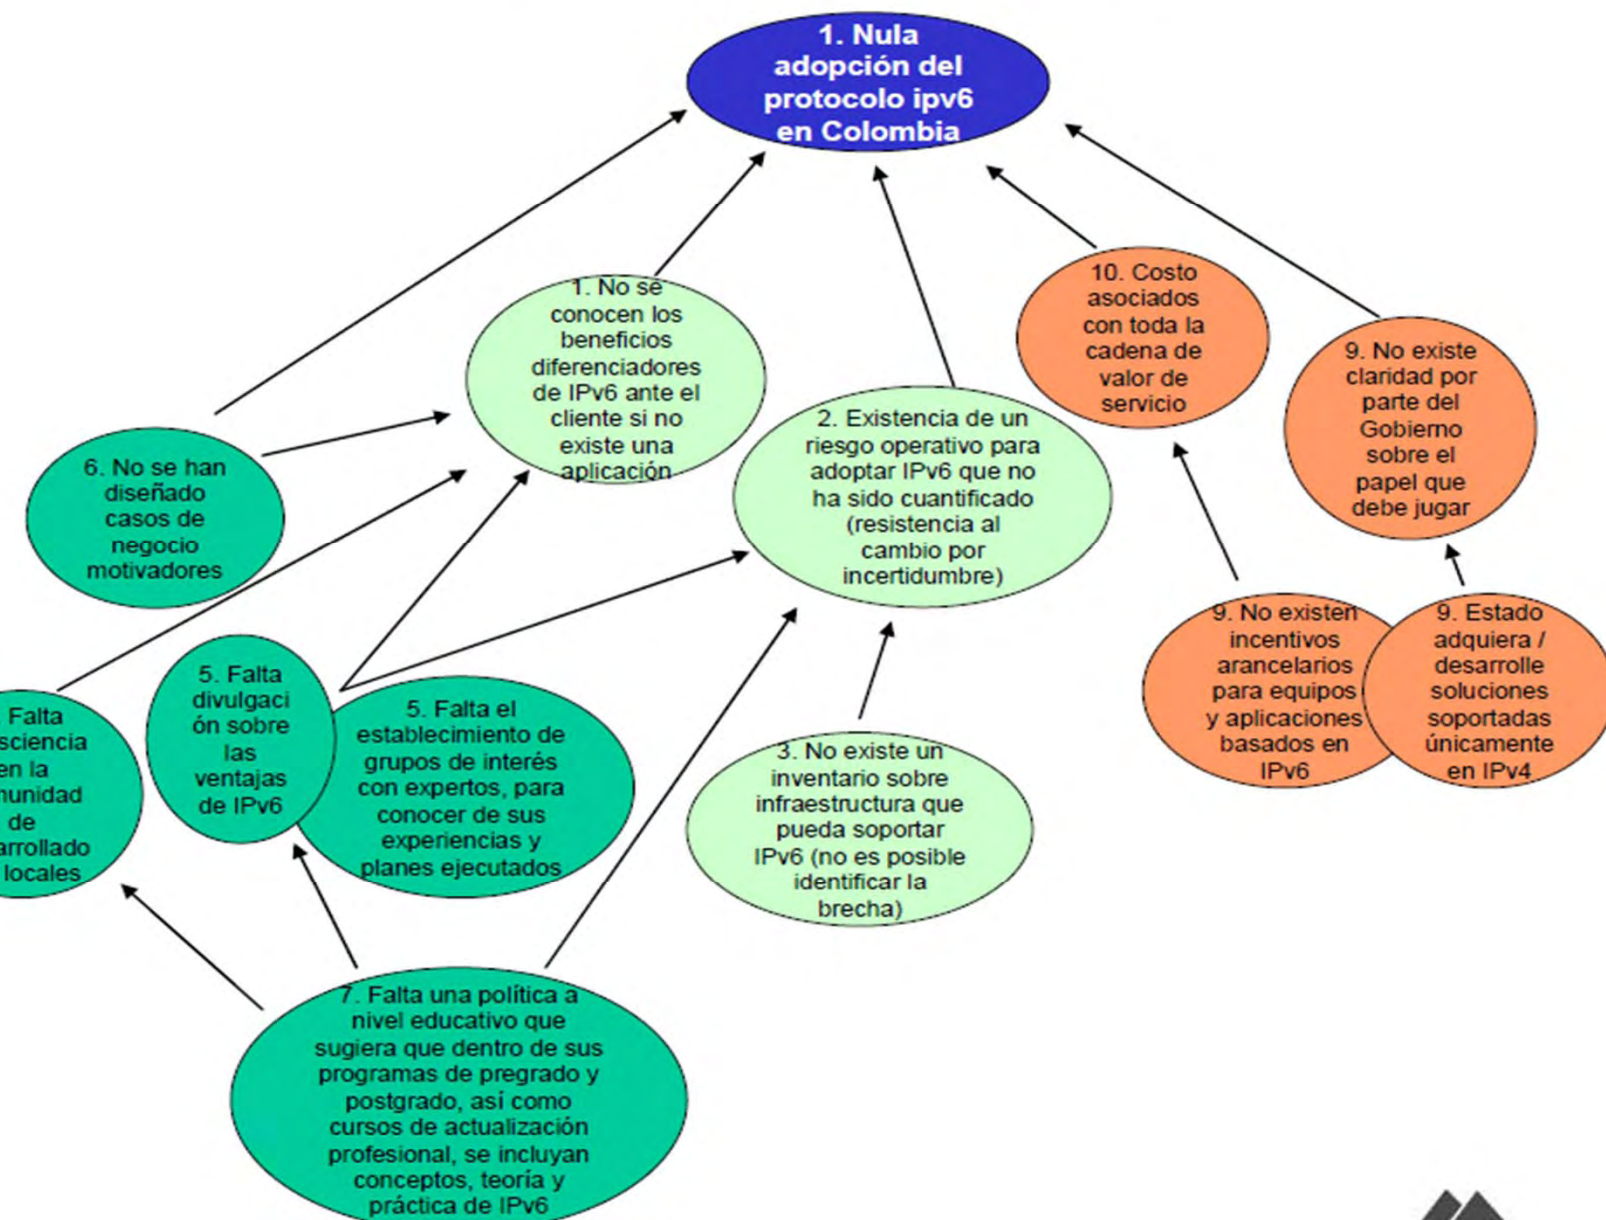 1. Nula
adopción del
protocolo ipv6
en Colombia
1. No se
conocen los
beneficios
diferenciadores
de IPv6 ante el
cliente si no
existe una
aplicación
10. Costo
asociados
con toda la
cadena de
valor de
servicio
9. No existe
claridad por
parte del
Gobierno
sobre el
papel que
debe jugar
2. Existencia de un
riesgo operativo para
adoptar IPv6 que no
ha sido cuantificado
(resistencia al
cambio por
incertidumbre)
6. No se han
diseñado
casos de
negocio
motivadores
9. No existen
incentivos
arancelarios
para equipos
y aplicaciones
basados en
IPv6
9. Estado
adquiera /
desarrolle
soluciones
soportadas
únicamente
en IPv4
5. Falta
divulgaci
ón sobre
las
ventajas
de IPv6
Falta
sciencia
en la
munidad
de
arrollado
locales
5. Falta el
establecimiento de
grupos de interés
con expertos, para
conocer de sus
experiencias y
planes ejecutados
3. No existe un
inventario sobre
infraestructura que
pueda soportar
IPv6 (no es posible
identificar la
brecha)
7. Falta una política a
nivel educativo que
sugiera que dentro de sus
programas de pregrado y
postgrado, así como
cursos de actualización
profesional, se incluyan
conceptos, teoría y
práctica de IPv6